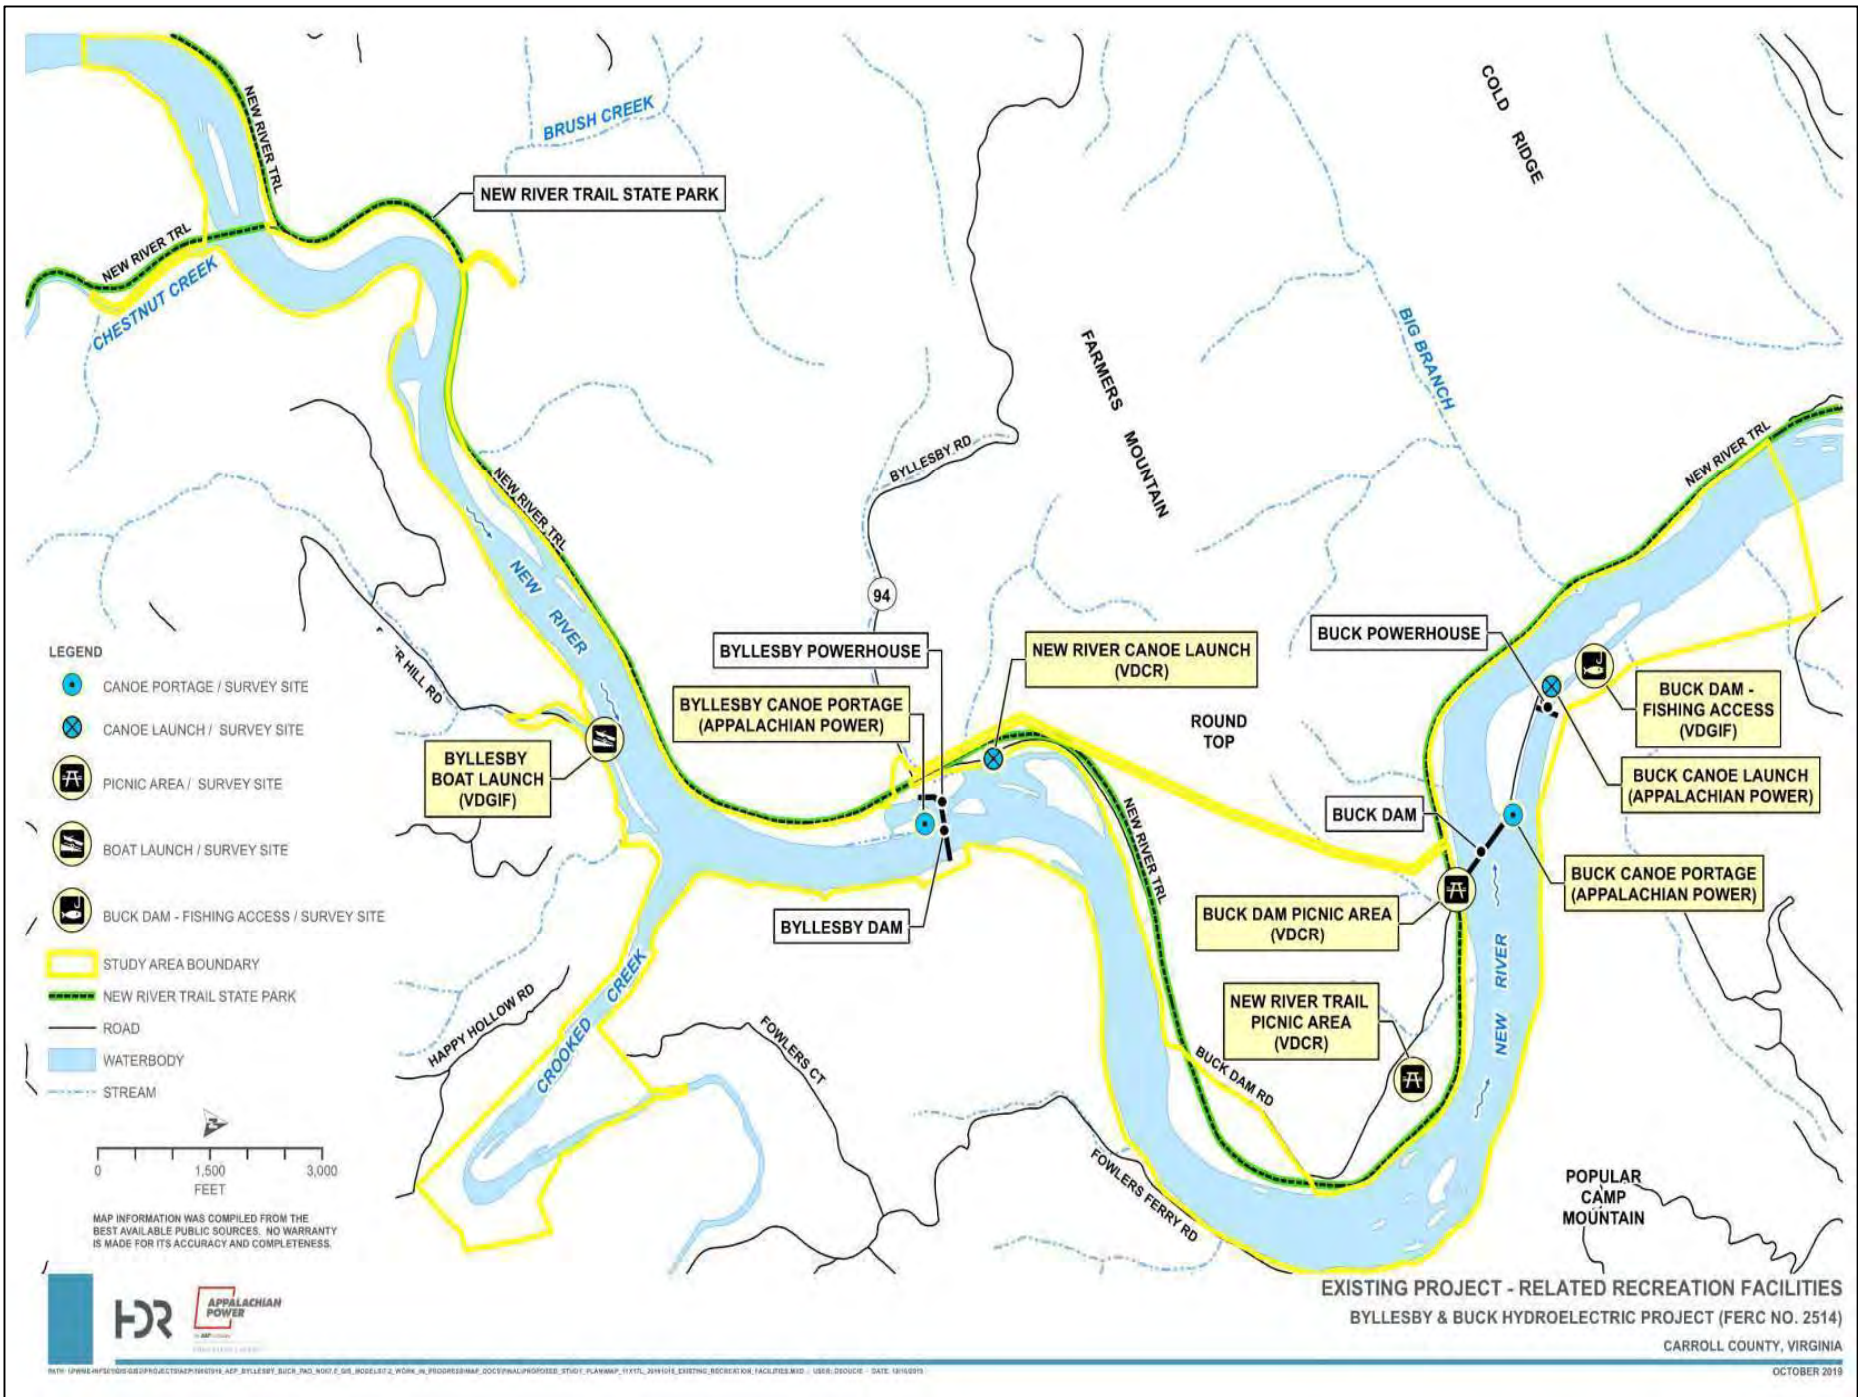 COLD
RIDGE
BRUSH CREEK
NEW RIVER TRL
NEW RIVER TRAIL STATE PARK
NEW RIVER TRL
CHESTNUT CREEK
BIG BRANCH
FARMERS
MOUNTAIN
BYLLESBY RD
NEW RIVER TRL
NEW RIVER TRL
NEW RIVER
94
BYLLESBY POWERHOUSE
NEW RIVER CANOE LAUNCH
(VDCR)
BUCK POWERHOUSE
BYLLESBY CANOE PORTAGE
(APPALACHIAN POWER)
ROUND
TOP
BUCK DAM -
FISHING ACCESS
(VDGIF)
R HILL RD
BYLLESBY
BOAT LAUNCH
(VDGIF)
BUCK CANOE LAUNCH
(APPALACHIAN POWER)
BUCK DAM
NEW RIVER TRL
BUCK CANOE PORTAGE
(APPALACHIAN POWER)
BYLLESBY DAM
BUCK DAM PICNIC AREA
(VDCR)
NEW RIVER
NEW RIVER TRAIL
PICNIC AREA
(VDCR)
CROOKED CREEK
HAPPY HOLLOW RD
FOWLERS CT
BUCK DAM RD
FOWLERS FERRY RD
POPULAR
CAMP
MOUNTAIN
LEGEND
CANOE PORTAGE / SURVEY SITE
CANOE LAUNCH / SURVEY SITE
PICNIC AREA / SURVEY SITE
BOAT LAUNCH / SURVEY SITE
BUCK DAM - FISHING ACCESS / SURVEY SITE
STUDY AREA BOUNDARY
NEW RIVER TRAIL STATE PARK
ROAD
WATERBODY
STREAM
0 1,500 3,000
FEET
MAP INFORMATION WAS COMPILED FROM THE
BEST AVAILABLE PUBLIC SOURCES. NO WARRANTY
IS MADE FOR ITS ACCURACY AND COMPLETENESS.
HDR
APPALACHIAN
POWER
EXISTING PROJECT - RELATED RECREATION FACILITIES
BYLLESBY & BUCK HYDROELECTRIC PROJECT (FERC NO. 2514)
CARROLL COUNTY, VIRGINIA
OCTOBER 2019